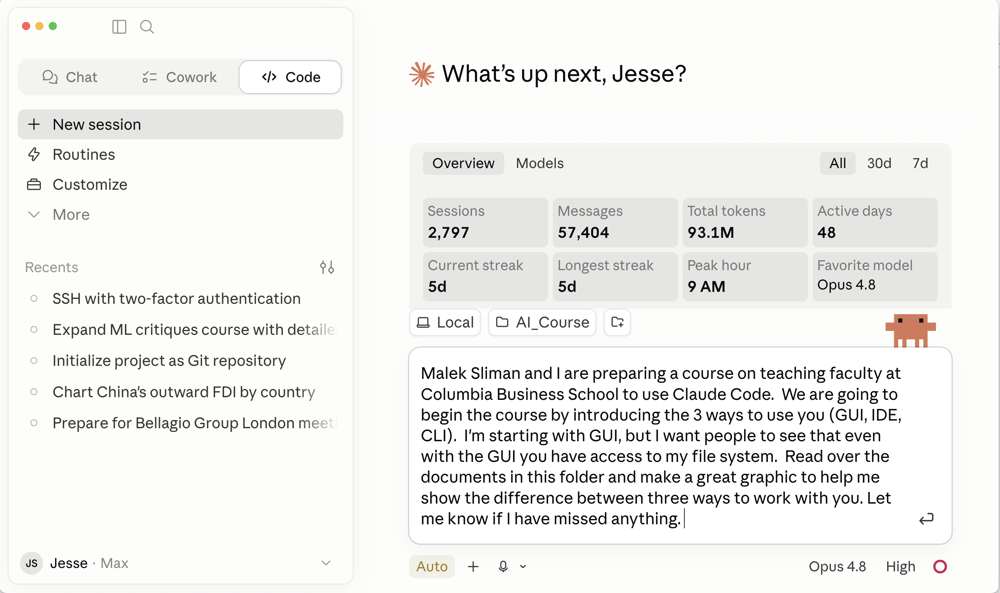 Chat
Cowork
Code
New session
Routines
Customize
More
Recents
SSH with two-factor authentication
Expand ML critiques course with detaile
Initialize project as Git repository
Chart China's outward FDI by country
Prepare for Bellagio Group London meeti
JS Jesse · Max
What's up next, Jesse?
Overview Models All 30d 7d
Sessions Messages Total tokens Active days
2,797 57,404 93.1M 48
Current streak Longest streak Peak hour Favorite model
5d 5d 9 AM Opus 4.8
Local AI_Course
Malek Sliman and I are preparing a course on teaching faculty at
Columbia Business School to use Claude Code.  We are going to
begin the course by introducing the 3 ways to use you (GUI, IDE,
CLI).  I'm starting with GUI, but I want people to see that even
with the GUI you have access to my file system.  Read over the
documents in this folder and make a great graphic to help me
show the difference between three ways to work with you. Let
me know if I have missed anything.
Auto
Opus 4.8 High